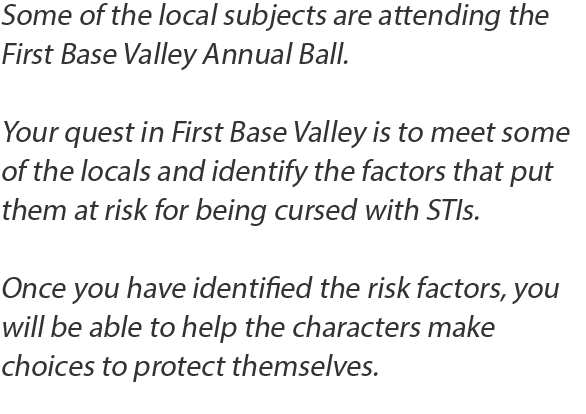 Some of the local subjects are attending the
First Base Valley Annual Ball.
Your quest in First Base Valley is to meet some
of the locals and identify the factors that put
them at risk for being cursed with STIs.
Once you have identified the risk factors, you
will be able to help the characters make
choices to protect themselves.